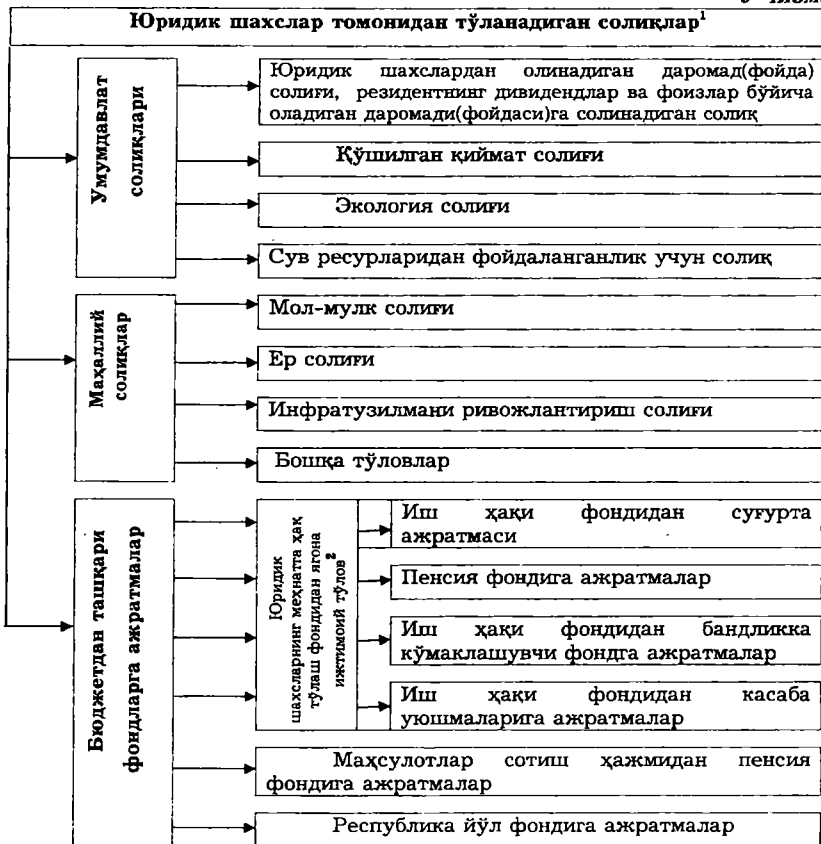 Юридик шахслар томонидан тўланадиган солиқлар¹
Умумдавлат
солиқлари
Юридик шахслардан олинадиган даромад(фойда)
солиғи, резидентнинг дивидендлар ва фоизлар бўйича
оладиган даромади(фойдаси)га солинадиган солиқ
Қўшилган қиймат солиғи
Экология солиғи
Сув ресурларидан фойдаланганлик учун солиқ
Маҳаллий
солиқлар
Мол-мулк солиғи
Ер солиғи
Инфратузилмани ривожлантириш солиғи
Бошқа тўловлар
Бюджетдан ташқари
фондларга ажратмалар
Юридик
шахсларнинг меҳнатга ҳақ
тўлаш фондидан ягона
ижтимоий тўлов²
Иш ҳақи фондидан суғурта
ажратмаси
Пенсия фондига ажратмалар
Иш ҳақи фондидан бандликка
кўмаклашувчи фондга ажратмалар
Иш ҳақи фондидан касаба
уюшмаларига ажратмалар
Маҳсулотлар сотиш ҳажмидан пенсия
фондига ажратмалар
Республика йўл фондига ажратмалар